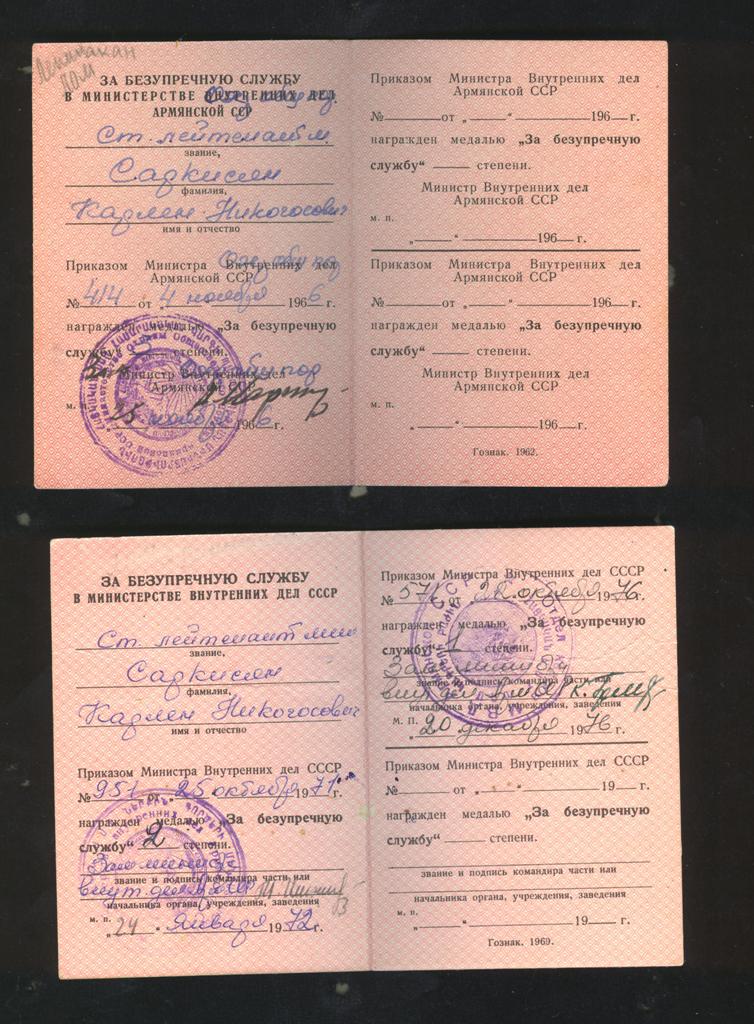 Ленинакан
ПОМ
ЗА БЕЗУПРЕЧНУЮ СЛУЖБУ
В МИНИСТЕРСТВЕ ВНУТРЕННИХ ДЕЛ
АРМЯНСКОЙ ССР
Ст. лейтенант м
звание,
Саркисян
фамилия,
Карлен Никогосович
имя и отчество
Приказом Министра Внутренних дел
Армянской ССР
№ 414 от 4 ноября 1966 г.
награжден медалью „За безупречную
службу" 3 степени.
Министр Внутренних дел
Армянской ССР
м. п.
25 ноября 1966 г.
Приказом Министра Внутренних дел
Армянской ССР
№ от „ " 196 г.
награжден медалью „За безупречную
службу" степени.
Министр Внутренних дел
Армянской ССР
м. п.
„ " 196 г.
Приказом Министра Внутренних дел
Армянской ССР
№ от „ " 196 г.
награжден медалью „За безупречную
службу" степени.
Министр Внутренних дел
Армянской ССР
м. п.
„ " 196 г.
Гознак. 1962.
ЗА БЕЗУПРЕЧНУЮ СЛУЖБУ
В МИНИСТЕРСТВЕ ВНУТРЕННИХ ДЕЛ СССР
Ст. лейтенант мили
звание,
Саркисян
фамилия,
Карлен Никогосович
имя и отчество
Приказом Министра Внутренних дел СССР
№ 951 от 25 октября 1971 г.
награжден медалью „За безупречную
службу" 2 степени.
Зам министра
внут. дел
звание и подпись командира части или
начальника органа, учреждения, заведения
м. п.
„24 " Января 1972 г.
Приказом Министра Внутренних дел СССР
№ 57 от октября 1976 г.
награжден медалью „За безупречную
службу" 1 степени.
Зам министра
внут дел
звание и подпись командира части или
начальника органа, учреждения, заведения
м. п.
„20 декабря 1976 г.
Приказом Министра Внутренних дел СССР
№ от „ " 19 г.
награжден медалью „За безупречную
службу" степени.
звание и подпись командира части или
начальника органа, учреждения, заведения
м. п.
„ " 19 г.
Гознак. 1969.